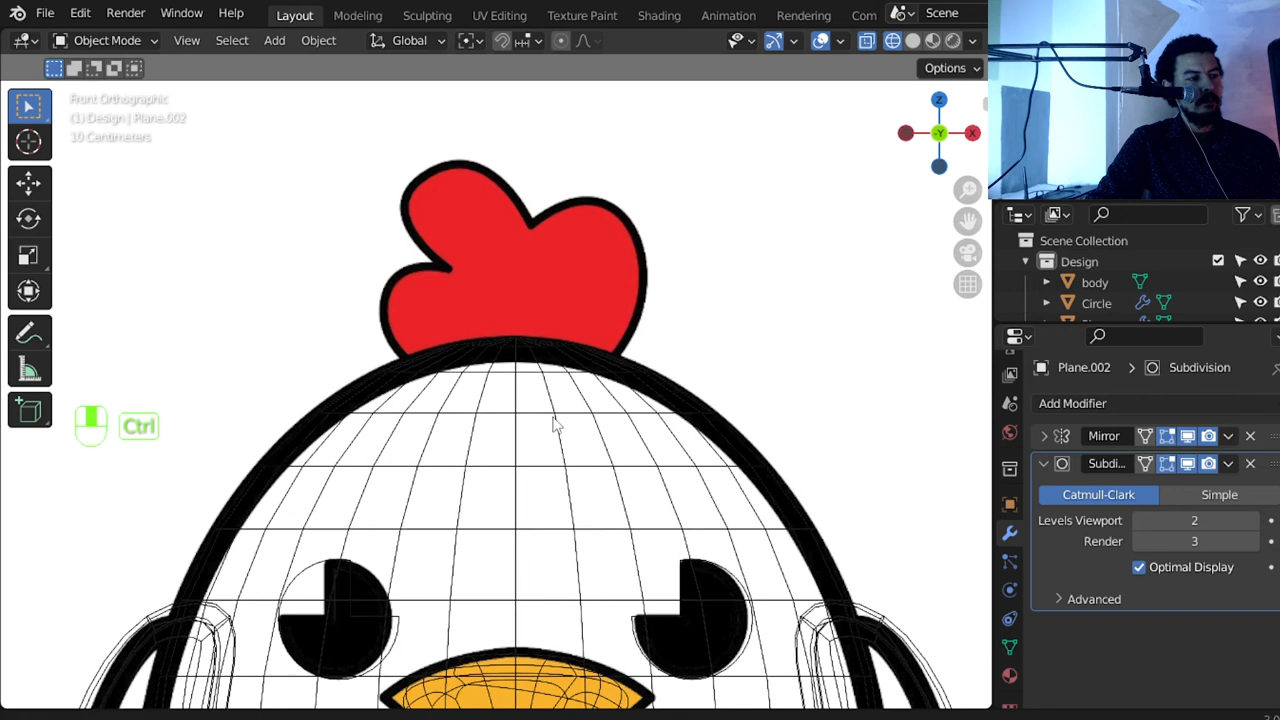 File Edit Render Window Help Layout Modeling Sculpting UV Editing Texture Paint Shading Animation Rendering Com Scene
Object Mode View Select Add Object Global
Options
Front Orthographic
(1) Design | Plane.002
10 Centimeters
Z
-Y
X
Ctrl
Scene Collection
Design
body
Circle
Plane.002 > Subdivision
Add Modifier
Mirror
Subdi...
Catmull-Clark Simple
Levels Viewport 2
Render 3
Optimal Display
Advanced